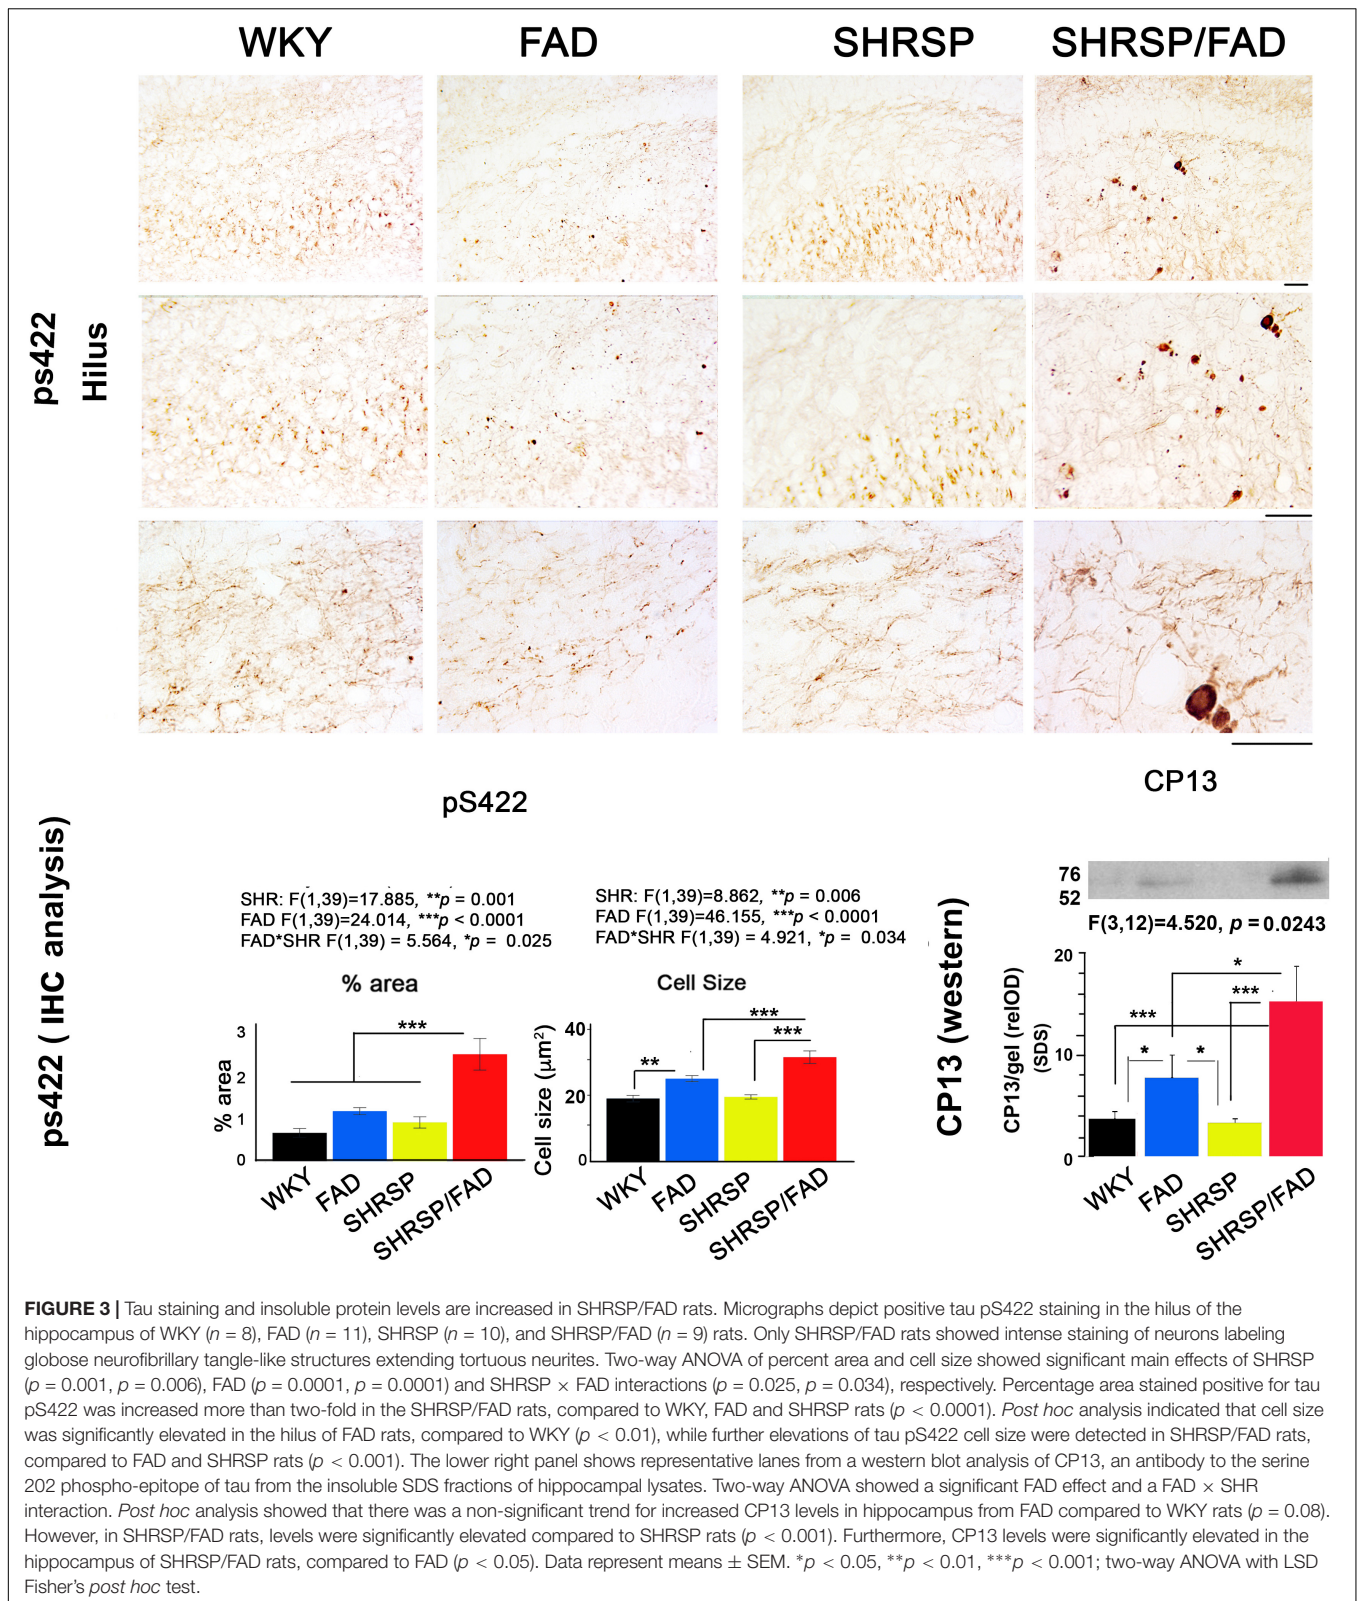 WKY FAD SHRSP SHRSP/FAD
ps422
Hilus
pS422
CP13
ps422 ( IHC analysis)
SHR: F(1,39)=17.885, **p = 0.001
FAD F(1,39)=24.014, ***p < 0.0001
FAD*SHR F(1,39) = 5.564, *p = 0.025
% area
3
2
1
0
% area
***
WKY
FAD
SHRSP
SHRSP/FAD
SHR: F(1,39)=8.862, **p = 0.006
FAD F(1,39)=46.155, ***p < 0.0001
FAD*SHR F(1,39) = 4.921, *p = 0.034
Cell Size
40
20
0
Cell size (µm²)
***
***
**
WKY
FAD
SHRSP
SHRSP/FAD
CP13 (western)
76
52
F(3,12)=4.520, p = 0.0243
CP13/gel (relOD)
(SDS)
20
10
0
*
***
***
*
*
WKY
FAD
SHRSP
SHRSP/FAD
FIGURE 3 | Tau staining and insoluble protein levels are increased in SHRSP/FAD rats. Micrographs depict positive tau pS422 staining in the hilus of the
hippocampus of WKY (n = 8), FAD (n = 11), SHRSP (n = 10), and SHRSP/FAD (n = 9) rats. Only SHRSP/FAD rats showed intense staining of neurons labeling
globose neurofibrillary tangle-like structures extending tortuous neurites. Two-way ANOVA of percent area and cell size showed significant main effects of SHRSP
(p = 0.001, p = 0.006), FAD (p = 0.0001, p = 0.0001) and SHRSP × FAD interactions (p = 0.025, p = 0.034), respectively. Percentage area stained positive for tau
pS422 was increased more than two-fold in the SHRSP/FAD rats, compared to WKY, FAD and SHRSP rats (p < 0.0001). Post hoc analysis indicated that cell size
was significantly elevated in the hilus of FAD rats, compared to WKY (p < 0.01), while further elevations of tau pS422 cell size were detected in SHRSP/FAD rats,
compared to FAD and SHRSP rats (p < 0.001). The lower right panel shows representative lanes from a western blot analysis of CP13, an antibody to the serine
202 phospho-epitope of tau from the insoluble SDS fractions of hippocampal lysates. Two-way ANOVA showed a significant FAD effect and a FAD × SHR
interaction. Post hoc analysis showed that there was a non-significant trend for increased CP13 levels in hippocampus from FAD compared to WKY rats (p = 0.08).
However, in SHRSP/FAD rats, levels were significantly elevated compared to SHRSP rats (p < 0.001). Furthermore, CP13 levels were significantly elevated in the
hippocampus of SHRSP/FAD rats, compared to FAD (p < 0.05). Data represent means ± SEM. *p < 0.05, **p < 0.01, ***p < 0.001; two-way ANOVA with LSD
Fisher's post hoc test.